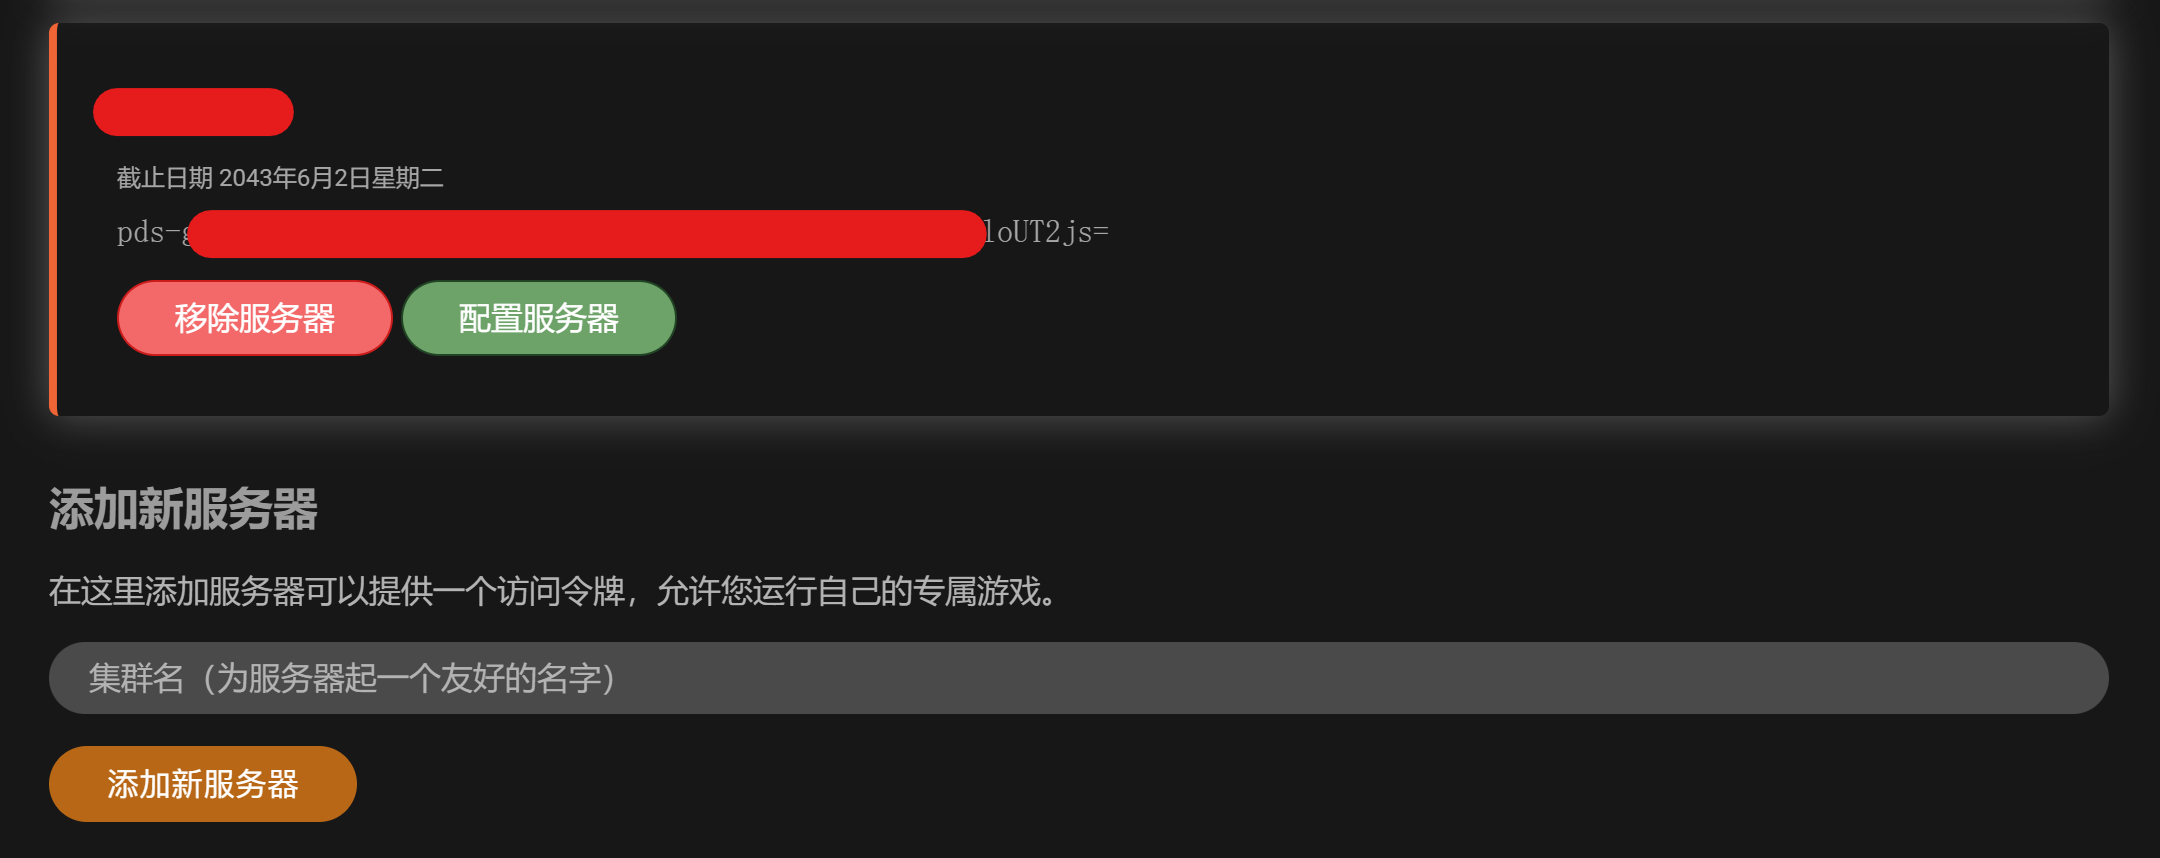 截止日期 2043年6月2日星期二
pds-g loUT2js=
移除服务器 配置服务器
添加新服务器
在这里添加服务器可以提供一个访问令牌，允许您运行自己的专属游戏。
集群名（为服务器起一个友好的名字）
添加新服务器